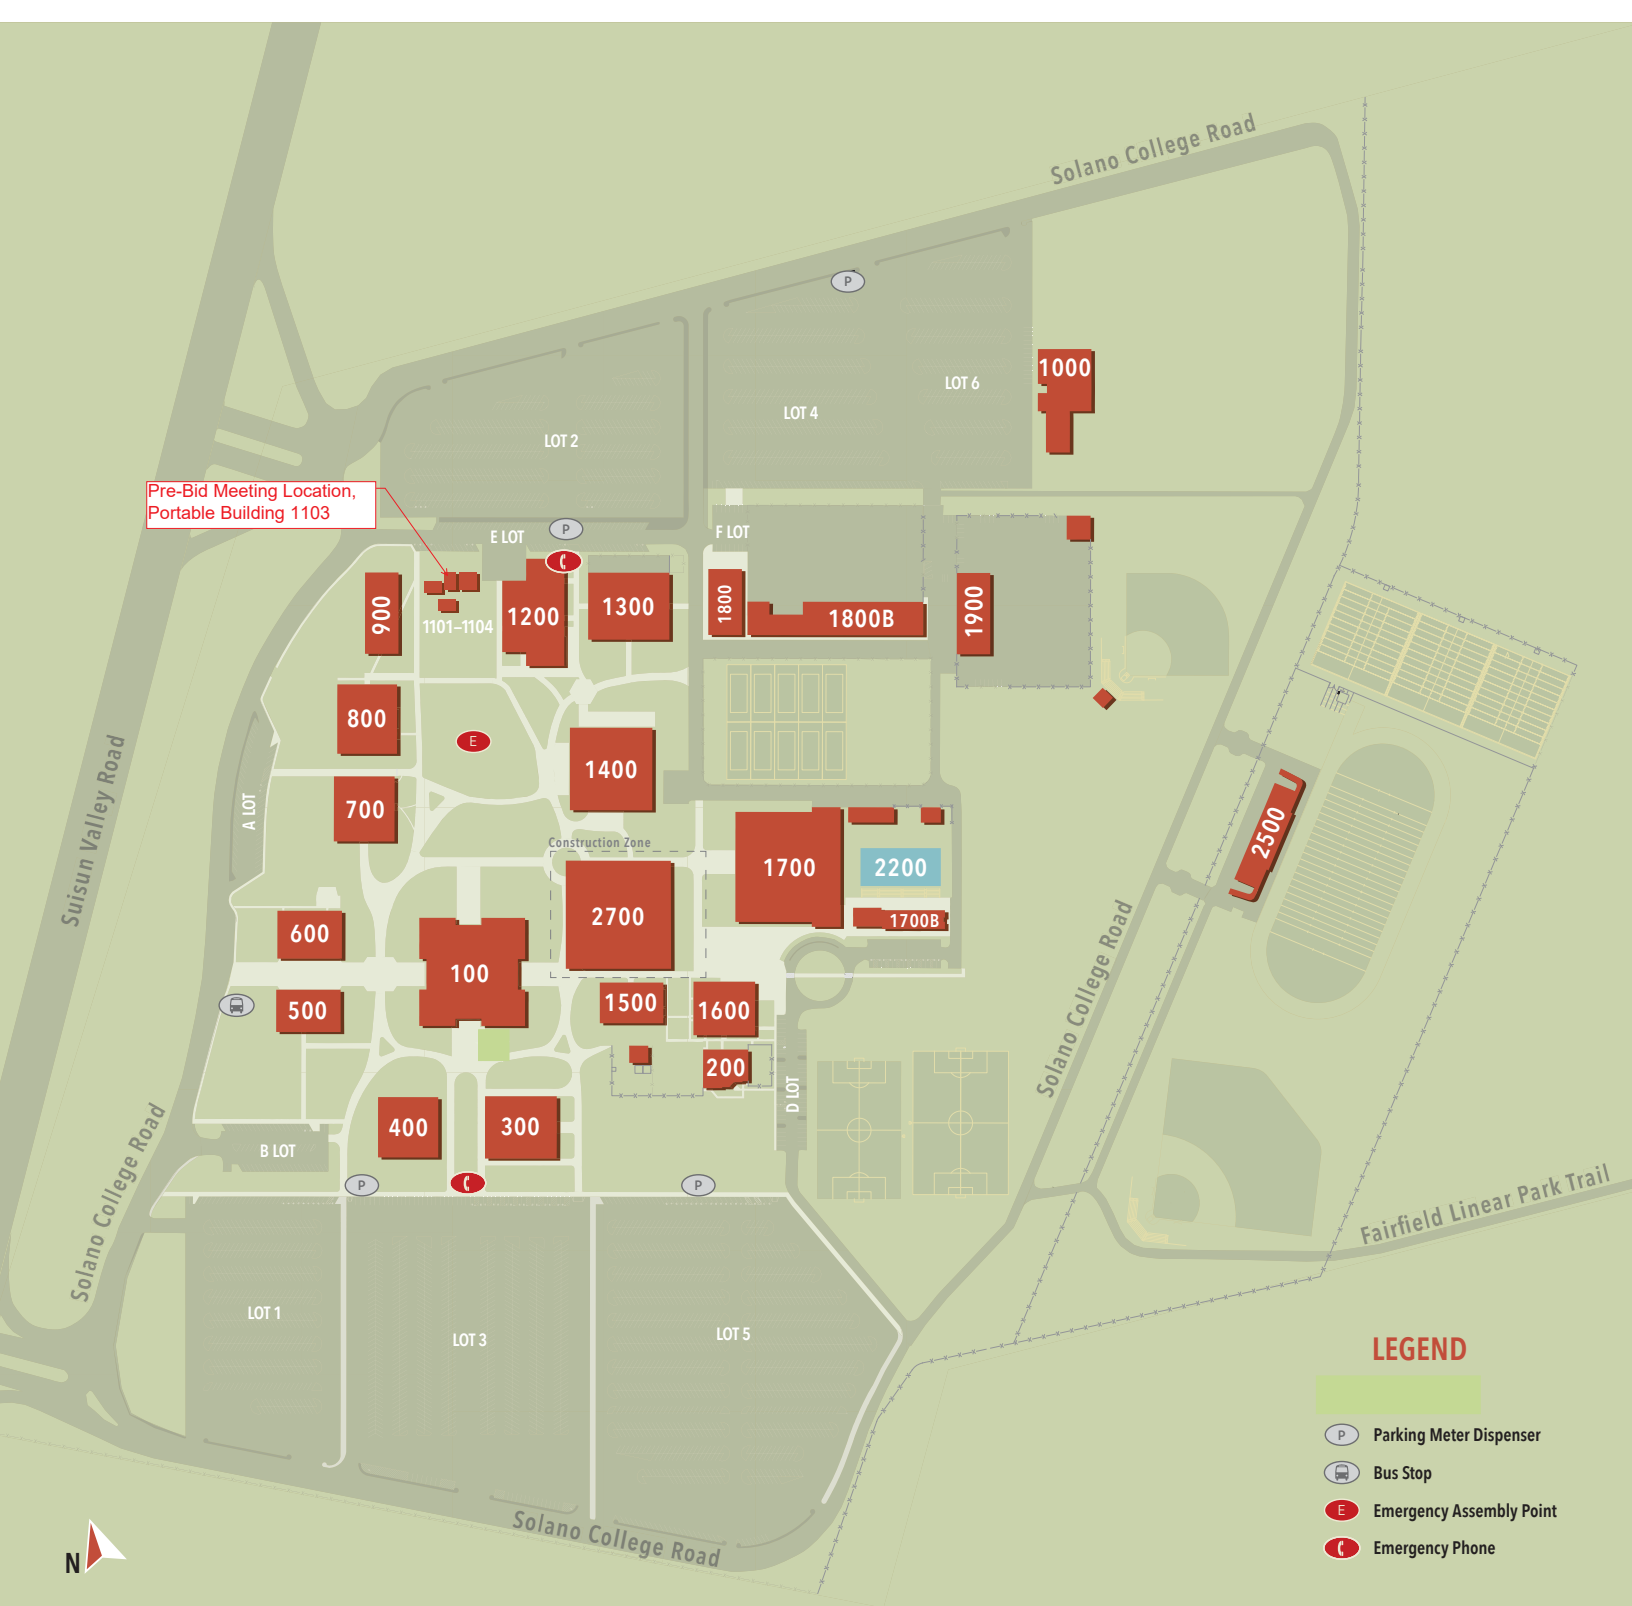 Solano College Road
P
LOT 6
1000
LOT 4
LOT 2
Pre-Bid Meeting Location,
Portable Building 1103
P
E LOT
F LOT
900
1101–1104
1200
1300
1800
1800B
1900
800
E
1400
700
A LOT
Suisun Valley Road
Construction Zone
2700
1700
2200
1700B
2500
600
100
500
1500
1600
200
D LOT
Solano College Road
400
300
B LOT
P
P
Solano College Road
Fairfield Linear Park Trail
LOT 1
LOT 3
LOT 5
Solano College Road
N
LEGEND
P
Parking Meter Dispenser
Bus Stop
E
Emergency Assembly Point
Emergency Phone